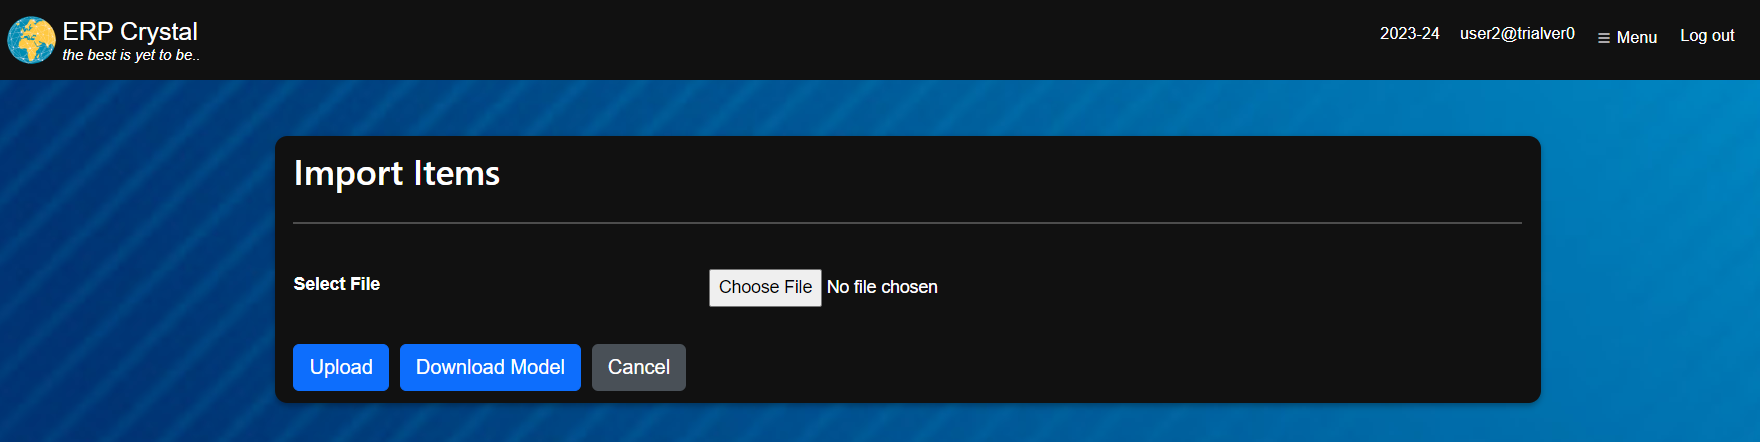 ERP Crystal
the best is yet to be..
2023-24 user2@trialver0 Menu Log out
Import Items
Select File Choose File No file chosen
Upload Download Model Cancel